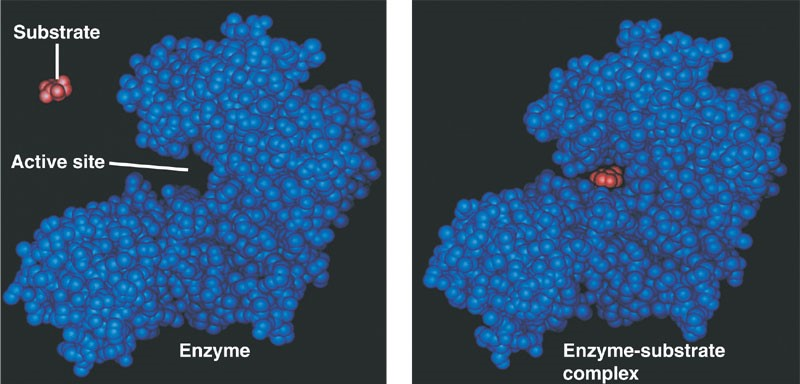 Substrate
Active site
Enzyme
Enzyme-substrate
complex